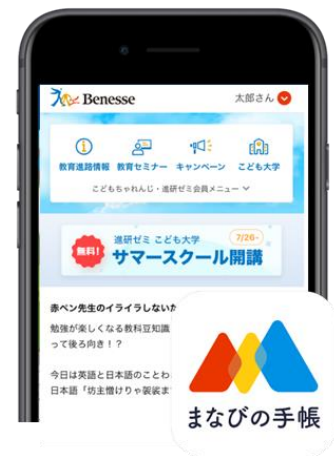 Benesse
太郎さん
教育進路情報 教育セミナー キャンペーン こども大学
こどもちゃれんじ・進研ゼミ会員メニュー
無料!
進研ゼミ こども大学
7/26-
サマースクール開講
赤ペン先生のイライラしないた
勉強が楽しくなる教科豆知識
って後ろ向き!?
今日は英語と日本語のことわ
日本語「坊主憎けりゃ袈裟ま
まなびの手帳